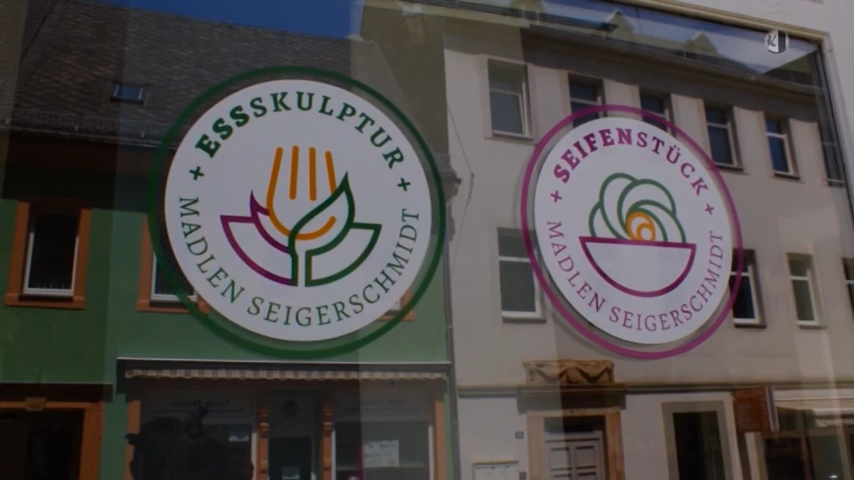 + ESSSKULPTUR +
MADLEN SEIGERSCHMIDT
+ SEIFENSTÜCK +
MADLEN SEIGERSCHMIDT